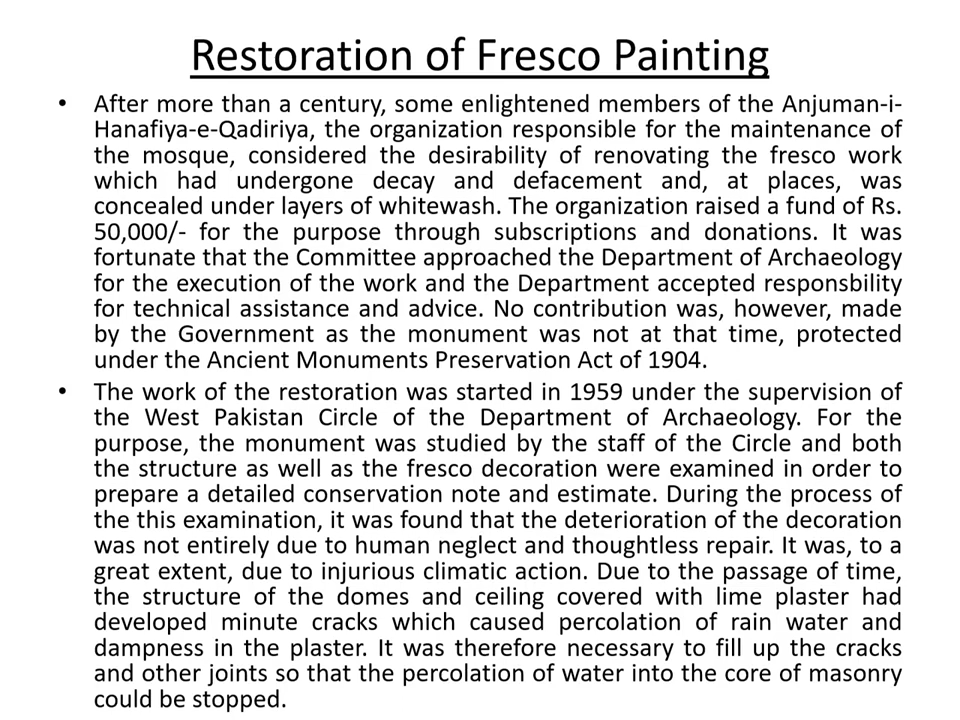 Restoration of Fresco Painting
• After more than a century, some enlightened members of the Anjuman-i-
Hanafiya-e-Qadiriya, the organization responsible for the maintenance of
the mosque, considered the desirability of renovating the fresco work
which had undergone decay and defacement and, at places, was
concealed under layers of whitewash. The organization raised a fund of Rs.
50,000/- for the purpose through subscriptions and donations. It was
fortunate that the Committee approached the Department of Archaeology
for the execution of the work and the Department accepted responsbility
for technical assistance and advice. No contribution was, however, made
by the Government as the monument was not at that time, protected
under the Ancient Monuments Preservation Act of 1904.
• The work of the restoration was started in 1959 under the supervision of
the West Pakistan Circle of the Department of Archaeology. For the
purpose, the monument was studied by the staff of the Circle and both
the structure as well as the fresco decoration were examined in order to
prepare a detailed conservation note and estimate. During the process of
the this examination, it was found that the deterioration of the decoration
was not entirely due to human neglect and thoughtless repair. It was, to a
great extent, due to injurious climatic action. Due to the passage of time,
the structure of the domes and ceiling covered with lime plaster had
developed minute cracks which caused percolation of rain water and
dampness in the plaster. It was therefore necessary to fill up the cracks
and other joints so that the percolation of water into the core of masonry
could be stopped.